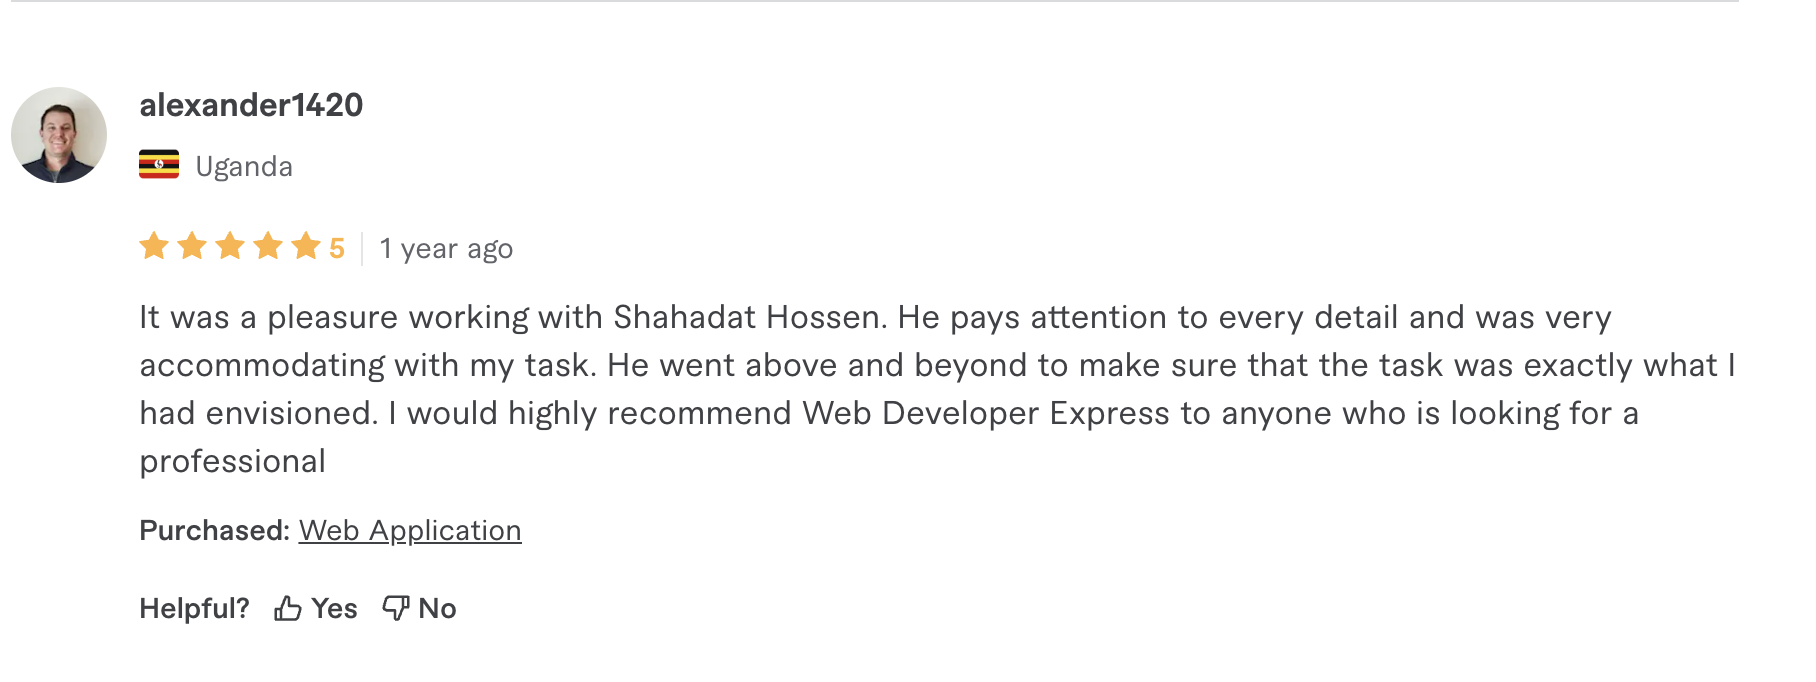 alexander1420
Uganda
5
1 year ago
It was a pleasure working with Shahadat Hossen. He pays attention to every detail and was very
accommodating with my task. He went above and beyond to make sure that the task was exactly what I
had envisioned. I would highly recommend Web Developer Express to anyone who is looking for a
professional
Purchased: Web Application
Helpful? Yes No